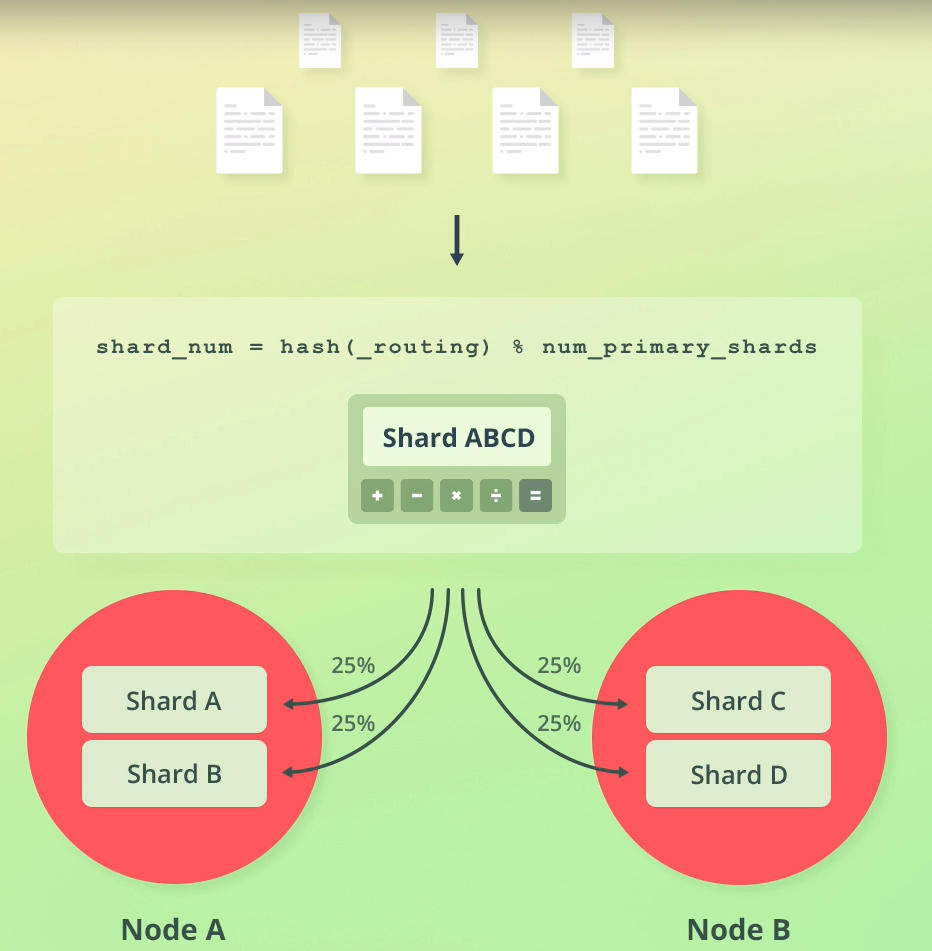 shard_num = hash(_routing) % num_primary_shards
Shard ABCD
+ − × ÷ =
25%
25%
25%
25%
Shard A
Shard B
Shard C
Shard D
Node A
Node B